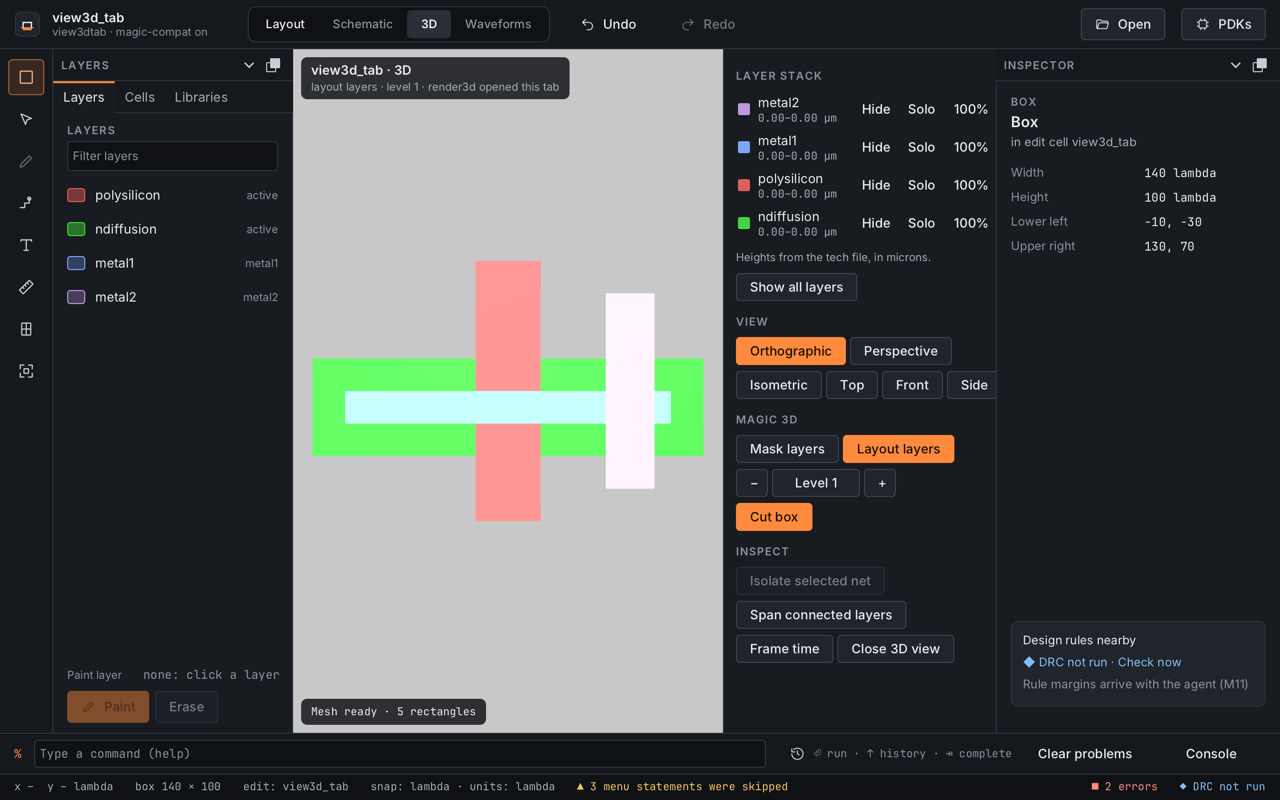 view3d_tab
view3dtab · magic-compat on
Layout Schematic 3D Waveforms Undo Redo Open PDKs
LAYERS
Layers Cells Libraries
LAYERS
Filter layers
polysilicon active
ndiffusion active
metal1 metal1
metal2 metal2
Paint layer none: click a layer
Paint Erase
view3d_tab · 3D
layout layers · level 1 · render3d opened this tab
Mesh ready · 5 rectangles
LAYER STACK
metal2 Hide Solo 100%
0.00–0.00 µm
metal1 Hide Solo 100%
0.00–0.00 µm
polysilicon Hide Solo 100%
0.00–0.00 µm
ndiffusion Hide Solo 100%
0.00–0.00 µm
Heights from the tech file, in microns.
Show all layers
VIEW
Orthographic Perspective
Isometric Top Front Side
MAGIC 3D
Mask layers Layout layers
− Level 1 +
Cut box
INSPECT
Isolate selected net
Span connected layers
Frame time Close 3D view
INSPECTOR
BOX
Box
in edit cell view3d_tab
Width 140 lambda
Height 100 lambda
Lower left -10, -30
Upper right 130, 70
Design rules nearby
◆ DRC not run · Check now
Rule margins arrive with the agent (M11)
% Type a command (help) ⏎ run · ↑ history · ⇥ complete Clear problems Console
x – y – lambda box 140 × 100 edit: view3d_tab snap: lambda · units: lambda ▲ 3 menu statements were skipped ■ 2 errors ◆ DRC not run